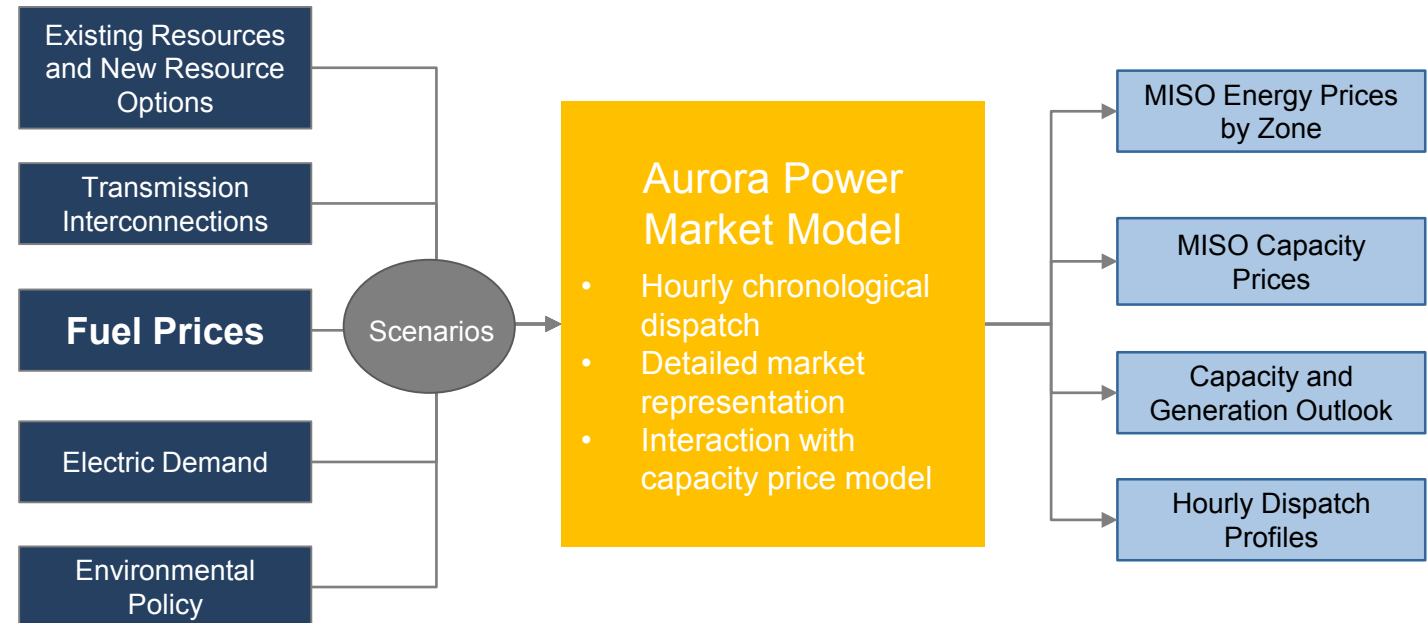 Existing Resources
and New Resource
Options
Transmission
Interconnections
Fuel Prices
Electric Demand
Environmental
Policy
Scenarios
Aurora Power
Market Model
• Hourly chronological
dispatch
• Detailed market
representation
• Interaction with
capacity price model
MISO Energy Prices
by Zone
MISO Capacity
Prices
Capacity and
Generation Outlook
Hourly Dispatch
Profiles